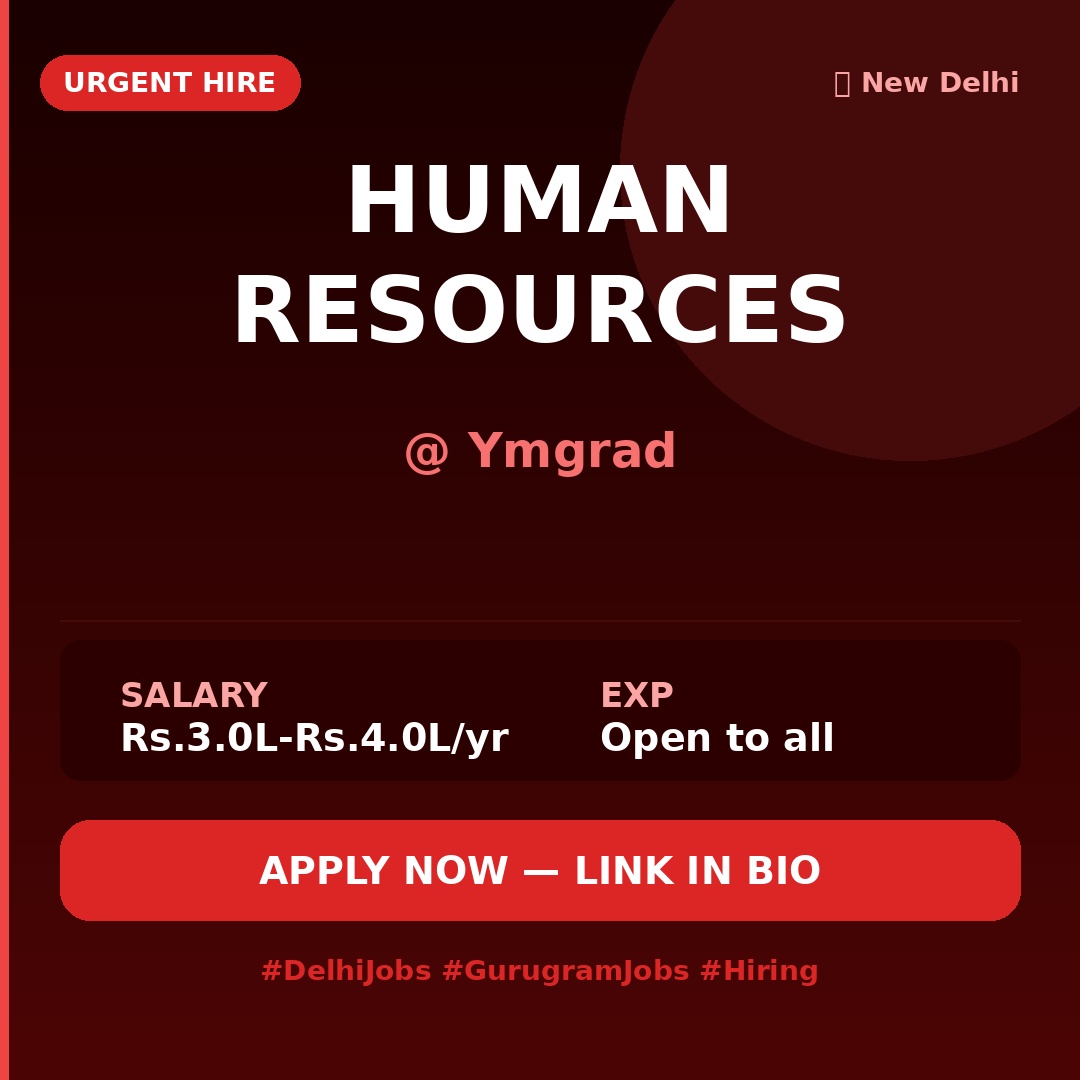 URGENT HIRE
New Delhi
HUMAN
RESOURCES
@ Ymgrad
SALARY
EXP
Rs.3.0L-Rs.4.0L/yr
Open to all
APPLY NOW — LINK IN BIO
#DelhiJobs #GurugramJobs #Hiring